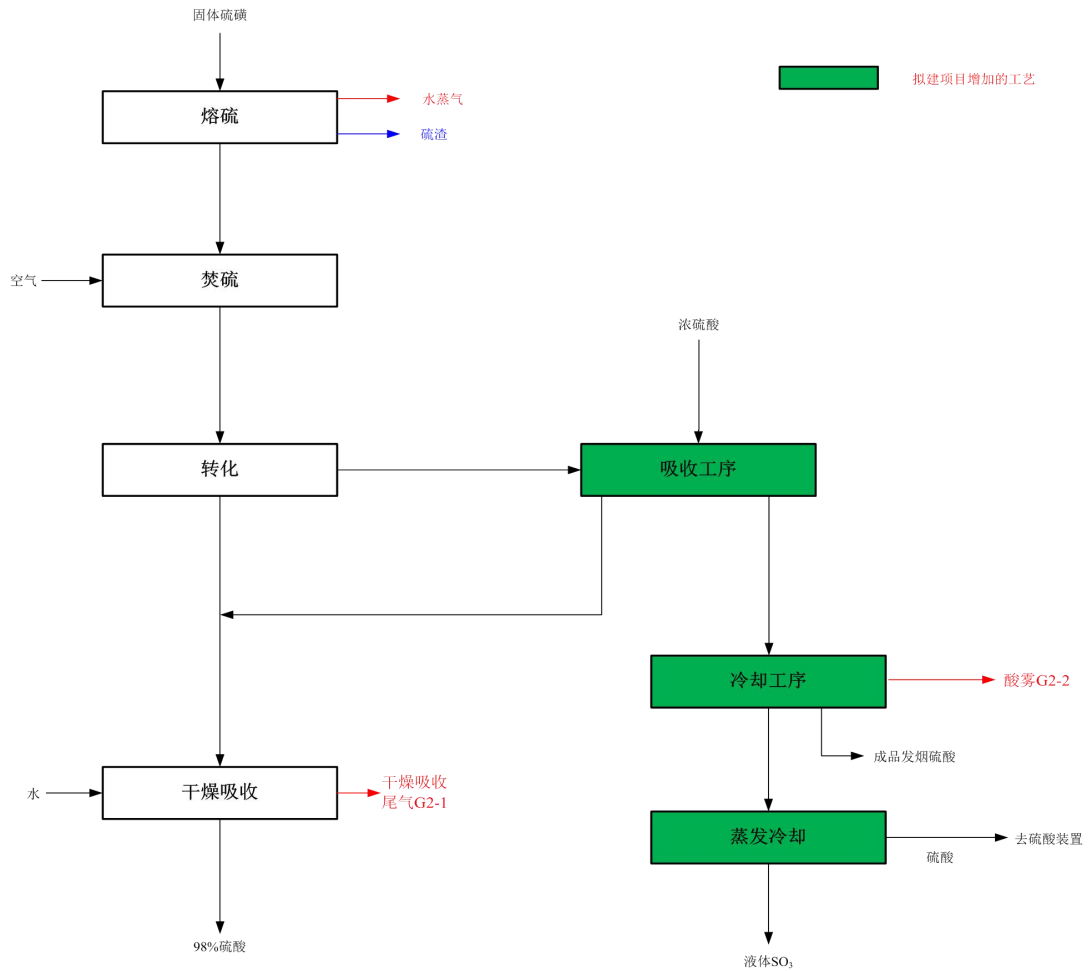 固体硫磺
拟建项目增加的工艺
水蒸气
熔硫
硫渣
空气
焚硫
浓硫酸
转化
吸收工序
冷却工序
酸雾G2-2
成品发烟硫酸
水
干燥吸收
干燥吸收
尾气G2-1
蒸发冷却
去硫酸装置
硫酸
98%硫酸
液体SO₃